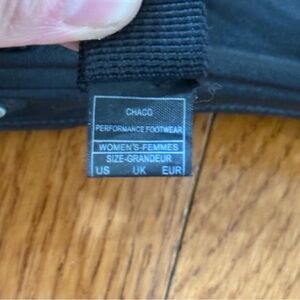 CHACO
PERFORMANCE FOOTWEAR
WOMEN'S-FEMMES
SIZE-GRANDEUR
US UK EUR